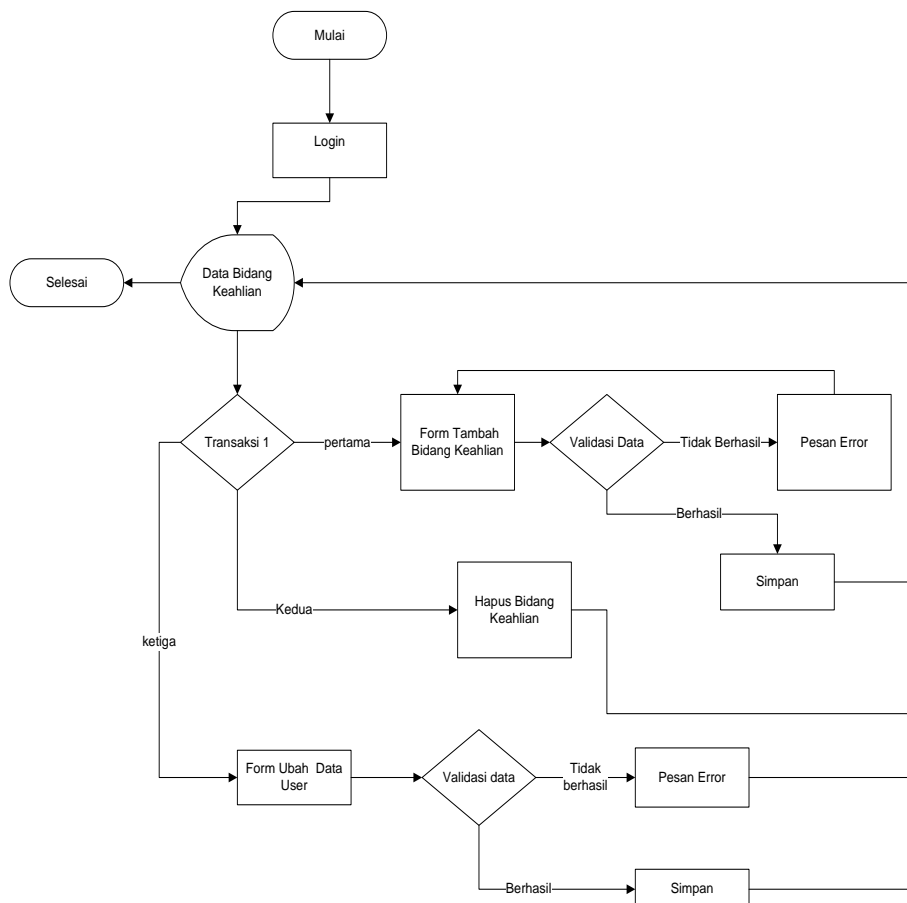 Mulai
Login
Selesai
Data Bidang
Keahlian
Transaksi 1
pertama
Form Tambah
Bidang Keahlian
Validasi Data
Tidak Berhasil
Pesan Error
Berhasil
Simpan
Kedua
Hapus Bidang
Keahlian
ketiga
Form Ubah  Data
User
Validasi data
Tidak
berhasil
Pesan Error
Berhasil
Simpan